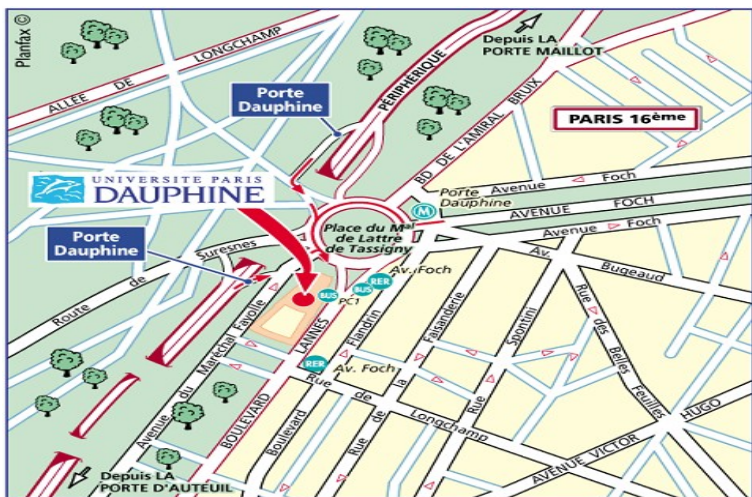 Planfax ©
ALLÉE DE LONGCHAMP
Depuis LA
PORTE MAILLOT
PÉRIPHÉRIQUE
Porte
Dauphine
BD DE L'AMIRAL BRUIX
PARIS 16ème
UNIVERSITE PARIS
DAUPHINE
Avenue Foch
Porte
Dauphine
M
AVENUE FOCH
Avenue Foch
Place du Mal
de Lattre
de Tassigny
Porte
Dauphine
Route de Suresnes
Av. Bugeaud
Av. Foch
RER
BUS
BUS
PC1
Avenue du Maréchal Fayolle
BOULEVARD LANNES
Boulevard Flandrin
Rue de la Faisanderie
Rue Spontini
Rue des Belles Feuilles
RER
Av. Foch
Rue de Longchamp
AVENUE VICTOR HUGO
Depuis LA
PORTE D'AUTEUIL